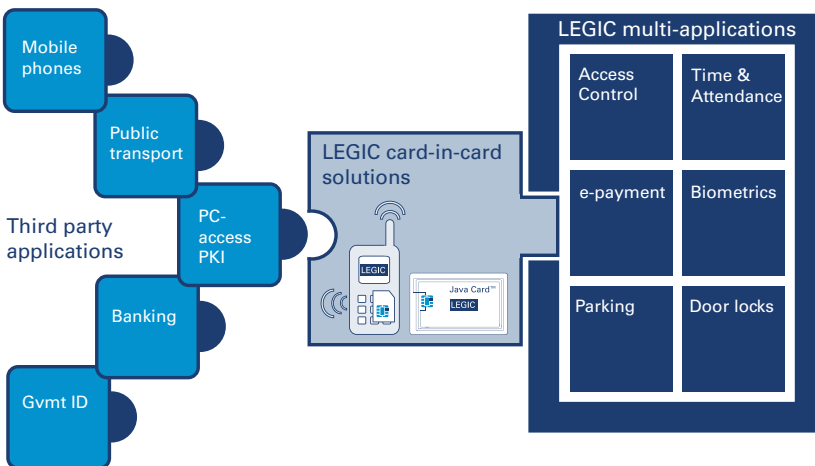 Mobile
phones
Public
transport
Third party
applications
PC-
access
PKI
Banking
Gvmt ID
LEGIC card-in-card
solutions
LEGIC
Java Card™
LEGIC
LEGIC multi-applications
Access
Control
Time &
Attendance
e-payment
Biometrics
Parking
Door locks